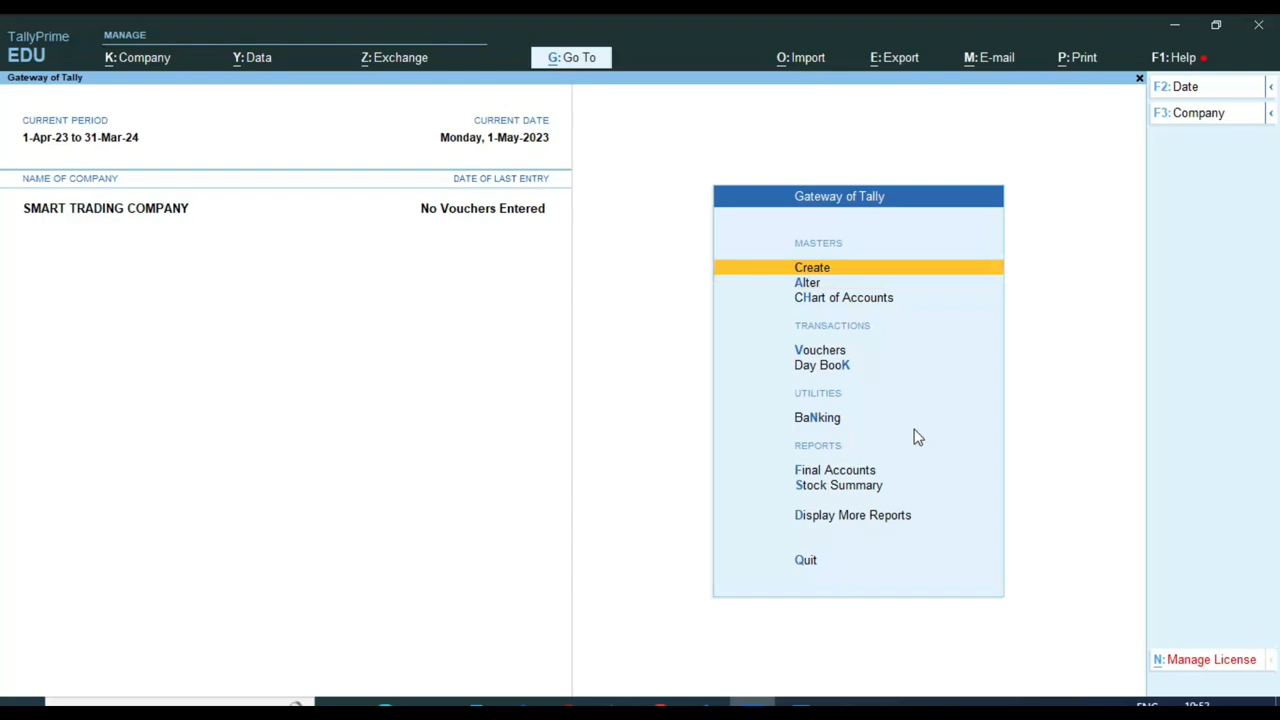 TallyPrime
EDU
MANAGE
K: Company
Y: Data
Z: Exchange
G: Go To
O: Import
E: Export
M: E-mail
P: Print
F1: Help
Gateway of Tally
F2: Date
F3: Company
CURRENT PERIOD
CURRENT DATE
1-Apr-23 to 31-Mar-24
Monday, 1-May-2023
NAME OF COMPANY
DATE OF LAST ENTRY
SMART TRADING COMPANY
No Vouchers Entered
Gateway of Tally
MASTERS
Create
Alter
CHart of Accounts
TRANSACTIONS
Vouchers
Day BooK
UTILITIES
BaNking
REPORTS
Final Accounts
Stock Summary
Display More Reports
Quit
N: Manage License